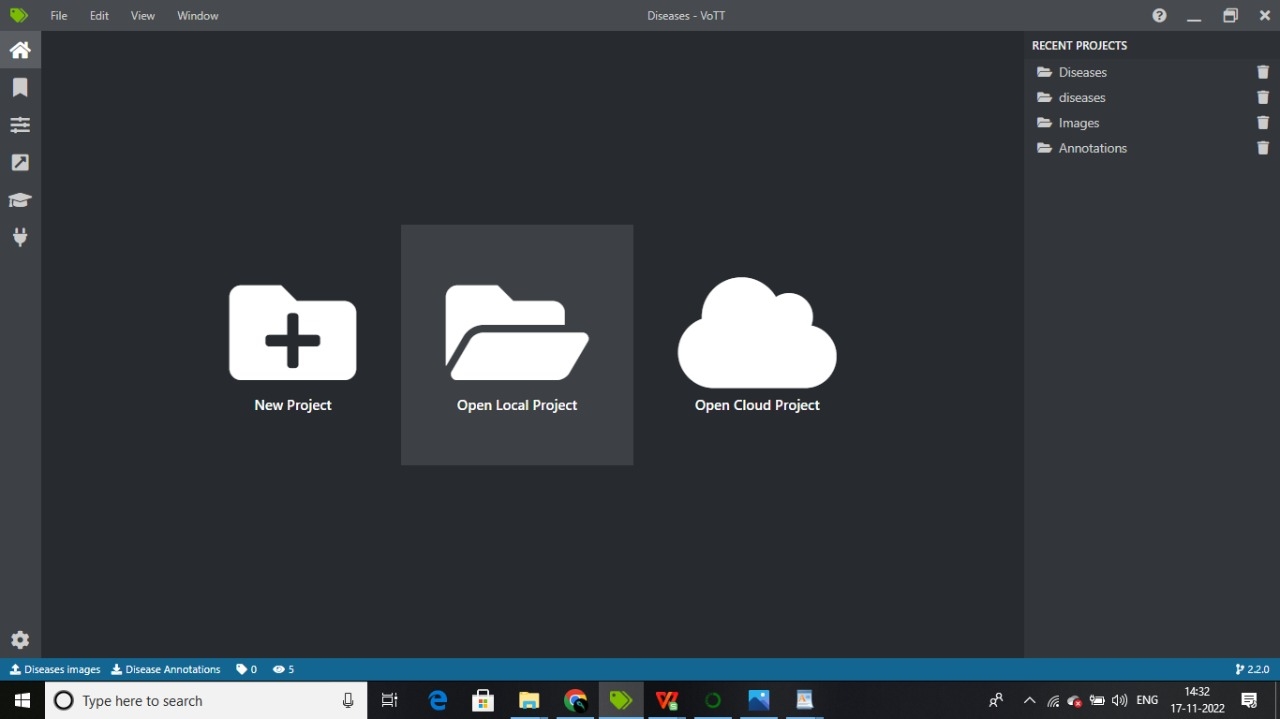 File Edit View Window Diseases - VoTT
RECENT PROJECTS
Diseases
diseases
Images
Annotations
New Project Open Local Project Open Cloud Project
Diseases images Disease Annotations 0 5 2.2.0
Type here to search ENG 14:32
17-11-2022